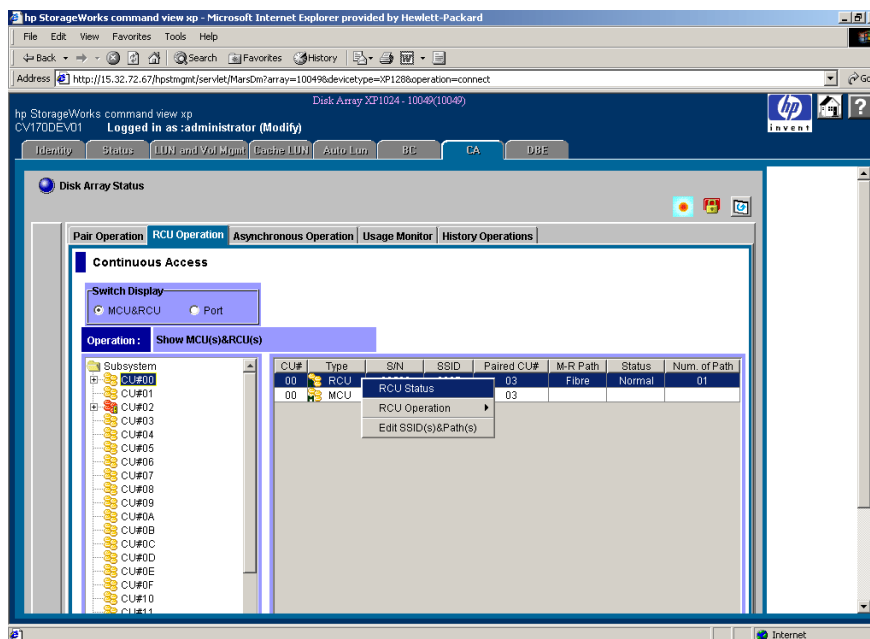 hp StorageWorks command view xp - Microsoft Internet Explorer provided by Hewlett-Packard
File Edit View Favorites Tools Help
Back Search Favorites History
Address http://15.32.72.67/hpstmgmt/servlet/MarsDm?array=10049&devicetype=XP128&operation=connect Go
Disk Array XP1024 - 10049(10049)
hp StorageWorks command view xp
CV170DEV01 Logged in as :administrator (Modify)
hp invent
Identity Status LUN and Vol Mgmt Cache LUN Auto Lun BC CA DBE
Disk Array Status
Pair Operation RCU Operation Asynchronous Operation Usage Monitor History Operations
Continuous Access
Switch Display
MCU&RCU Port
Operation : Show MCU(s)&RCU(s)
Subsystem
CU#00
CU#01
CU#02
CU#03
CU#04
CU#05
CU#06
CU#07
CU#08
CU#09
CU#0A
CU#0B
CU#0C
CU#0D
CU#0E
CU#0F
CU#10
CU#11
CU# Type S/N SSID Paired CU# M-R Path Status Num. of Path
00 RCU 03 Fibre Normal 01
00 MCU 03
RCU Status
RCU Operation
Edit SSID(s)&Path(s)
Internet